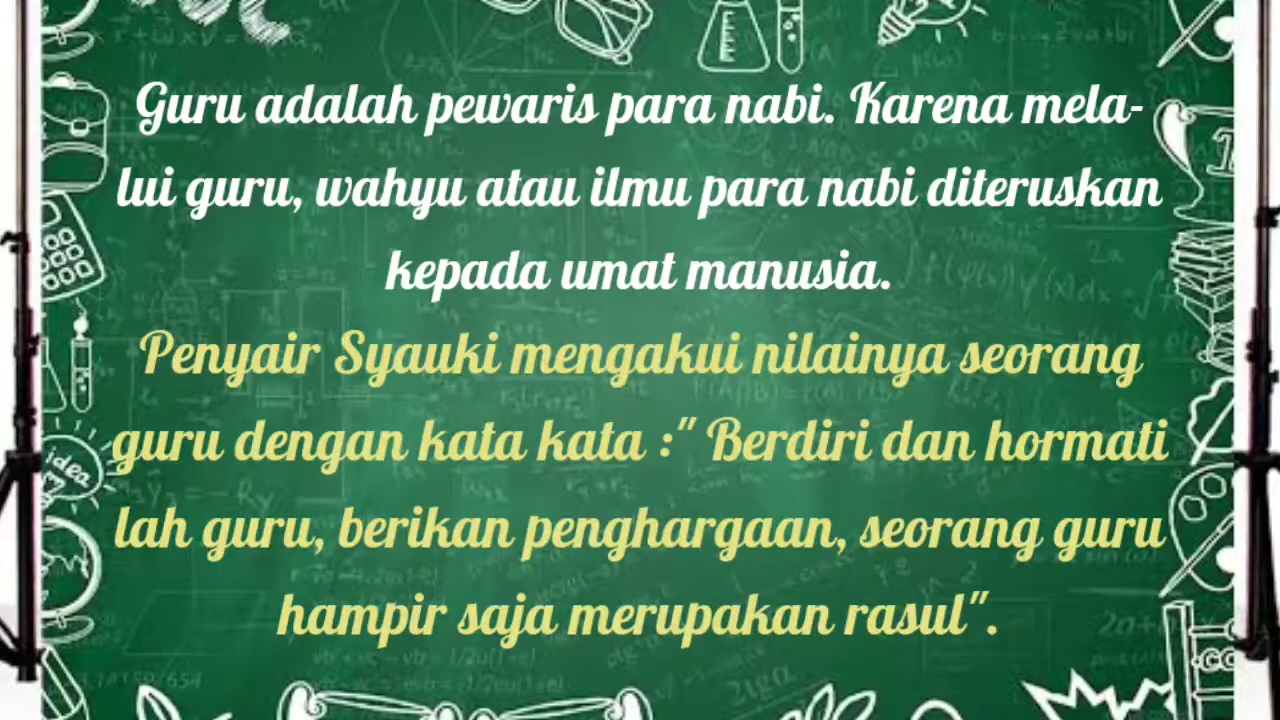 Guru adalah pewaris para nabi. Karena mela-
lui guru, wahyu atau ilmu para nabi diteruskan
kepada umat manusia.
Penyair Syauki mengakui nilainya seorang
guru dengan kata kata :" Berdiri dan hormati
lah guru, berikan penghargaan, seorang guru
hampir saja merupakan rasul".
idea